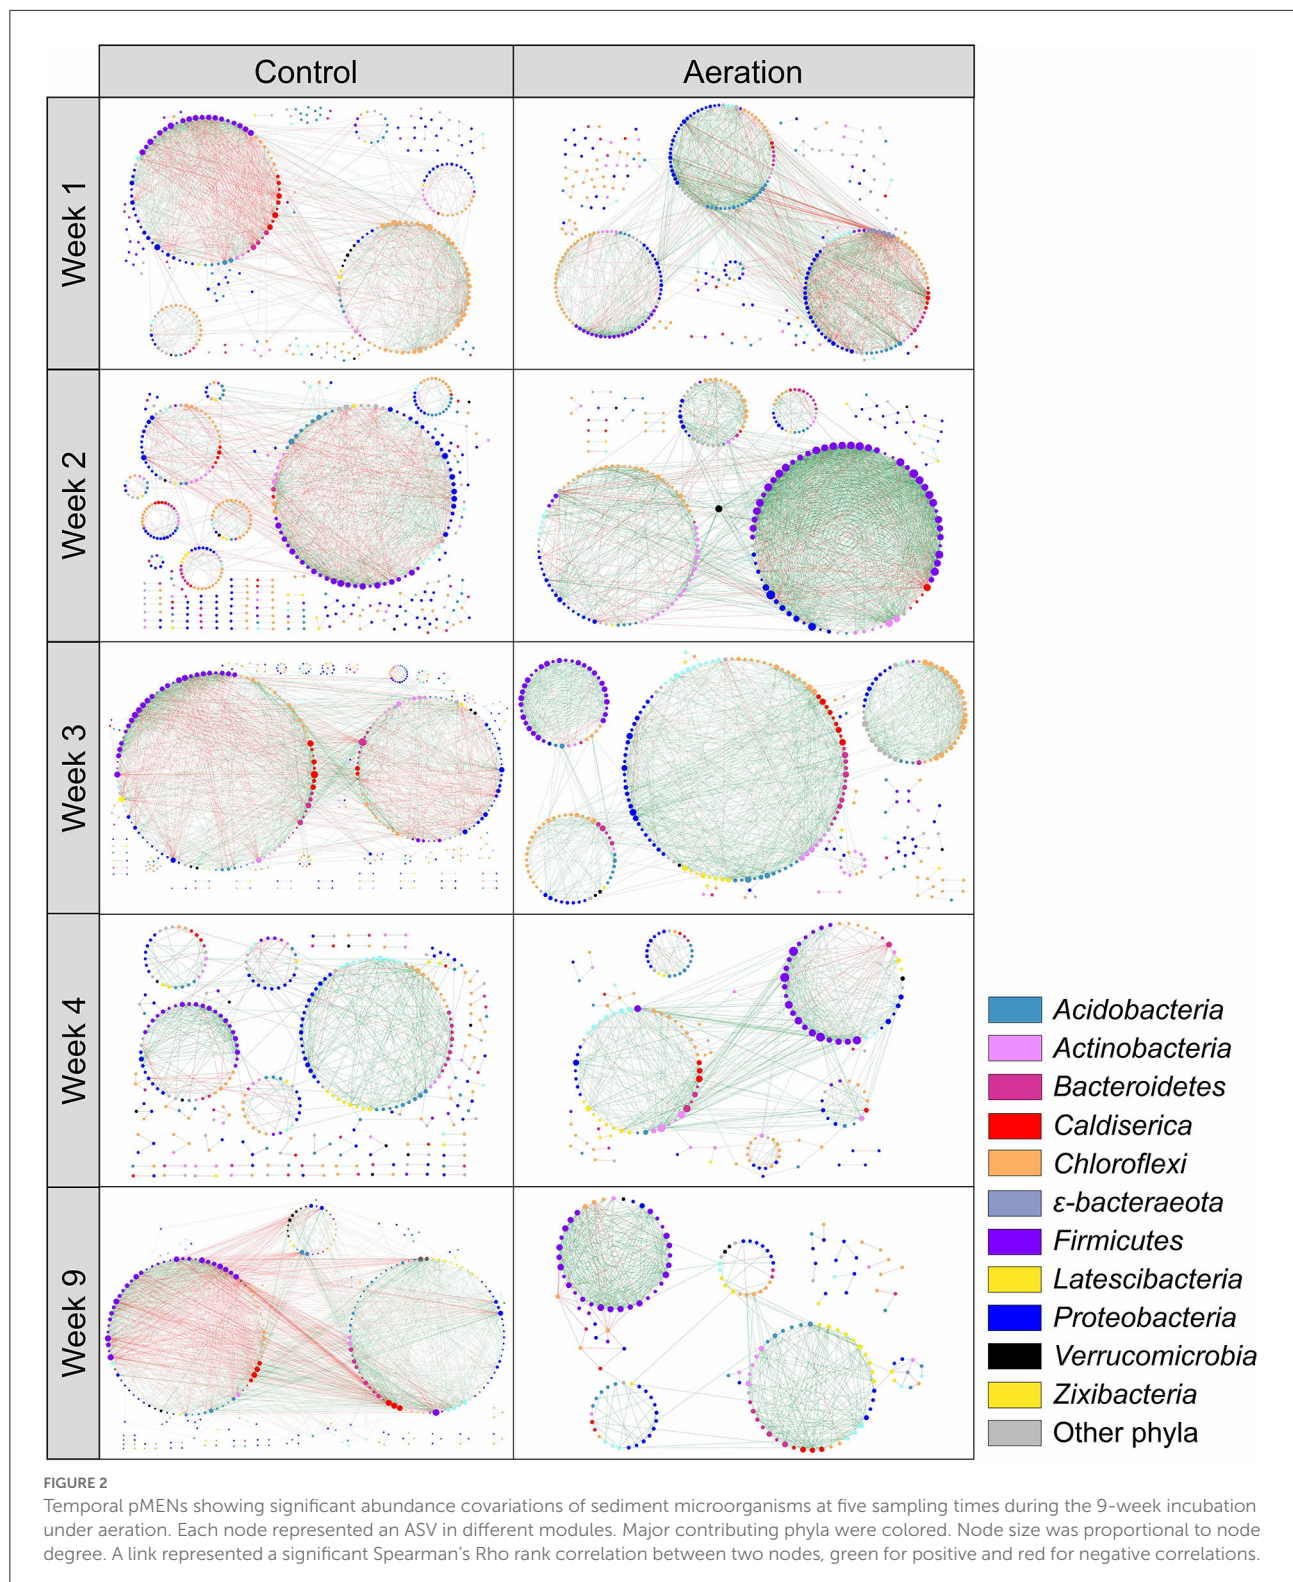 Control
Aeration
Week 1
Week 2
Week 3
Week 4
Week 9
Acidobacteria
Actinobacteria
Bacteroidetes
Caldiserica
Chloroflexi
ε-bacteraeota
Firmicutes
Latescibacteria
Proteobacteria
Verrucomicrobia
Zixibacteria
Other phyla
FIGURE 2
Temporal pMENs showing significant abundance covariations of sediment microorganisms at five sampling times during the 9-week incubation
under aeration. Each node represented an ASV in different modules. Major contributing phyla were colored. Node size was proportional to node
degree. A link represented a significant Spearman's Rho rank correlation between two nodes, green for positive and red for negative correlations.